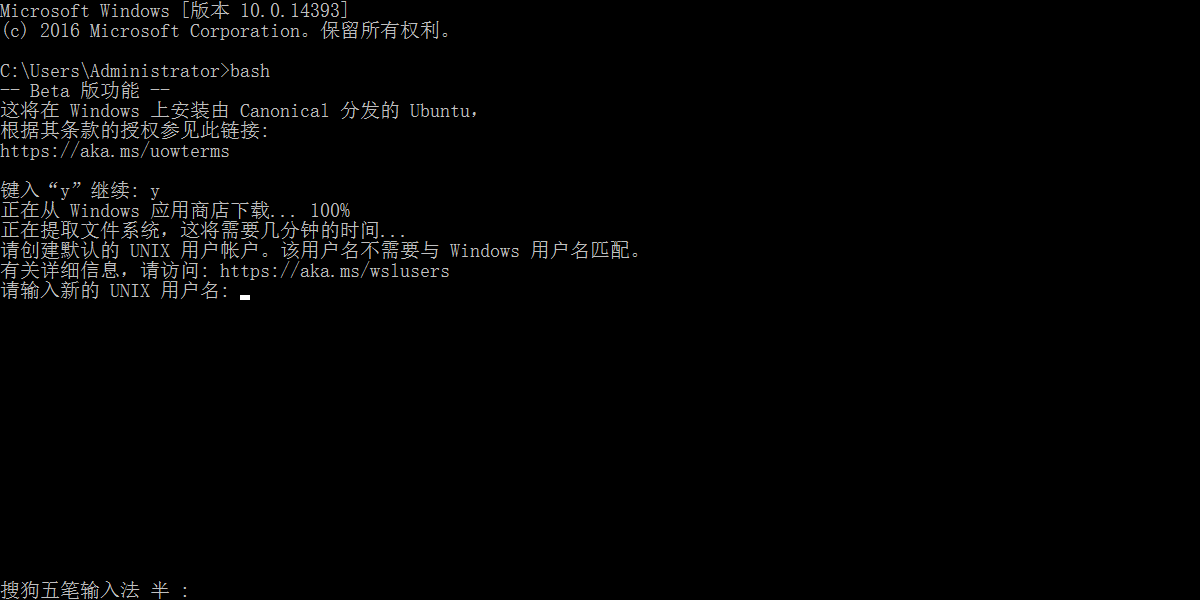 Microsoft Windows [版本 10.0.14393]
(c) 2016 Microsoft Corporation。保留所有权利。
C:\Users\Administrator>bash
-- Beta 版功能 --
这将在 Windows 上安装由 Canonical 分发的 Ubuntu，
根据其条款的授权参见此链接:
https://aka.ms/uowterms
键入“y”继续: y
正在从 Windows 应用商店下载... 100%
正在提取文件系统，这将需要几分钟的时间...
请创建默认的 UNIX 用户帐户。该用户名不需要与 Windows 用户名匹配。
有关详细信息，请访问: https://aka.ms/wslusers
请输入新的 UNIX 用户名:
搜狗五笔输入法 半 :